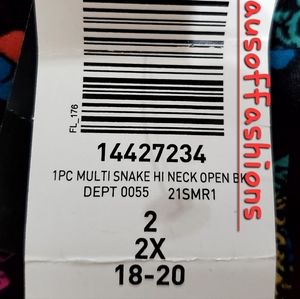 FL_176
14427234
1PC MULTI SNAKE HI NECK OPEN BK
DEPT 0055 21SMR1
2
2X
18-20
ausoffashions